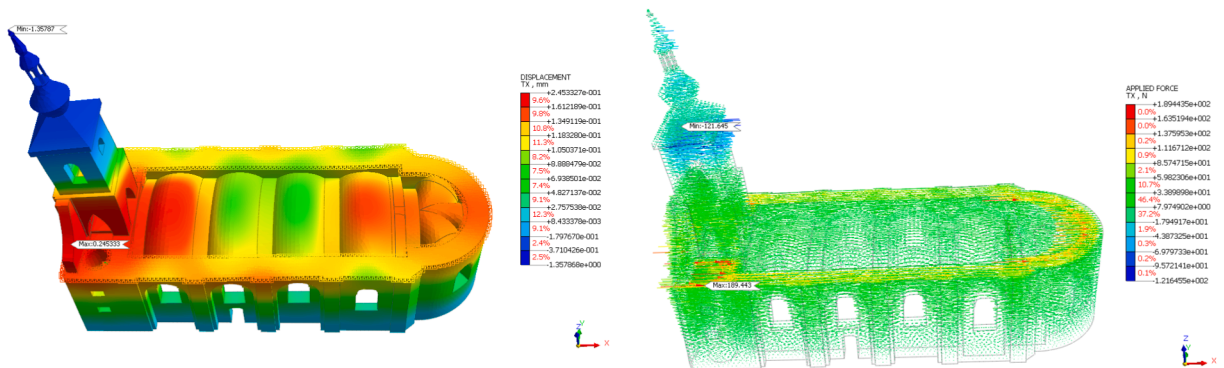 Min:-1.35787
Max:0.245333
DISPLACEMENT
TX , mm
+2.453327e-001
9.6%
+1.612189e-001
9.8%
+1.349119e-001
10.8%
+1.183280e-001
11.3%
+1.050371e-001
8.2%
+8.888479e-002
7.5%
+6.938501e-002
7.4%
+4.827137e-002
9.1%
+2.757538e-002
12.3%
+8.433378e-003
9.1%
-1.797670e-001
2.4%
-3.710426e-001
2.5%
-1.357868e+000
Z
Y
X
Min:-121.645
Max:189.443
APPLIED FORCE
TX , N
+1.894435e+002
0.0%
+1.635194e+002
0.0%
+1.375953e+002
0.2%
+1.116712e+002
0.9%
+8.574715e+001
2.1%
+5.982306e+001
10.7%
+3.389898e+001
46.4%
+7.974902e+000
37.2%
-1.794917e+001
1.9%
-4.387325e+001
0.3%
-6.979733e+001
0.2%
-9.572141e+001
0.1%
-1.216455e+002
Z
Y
X